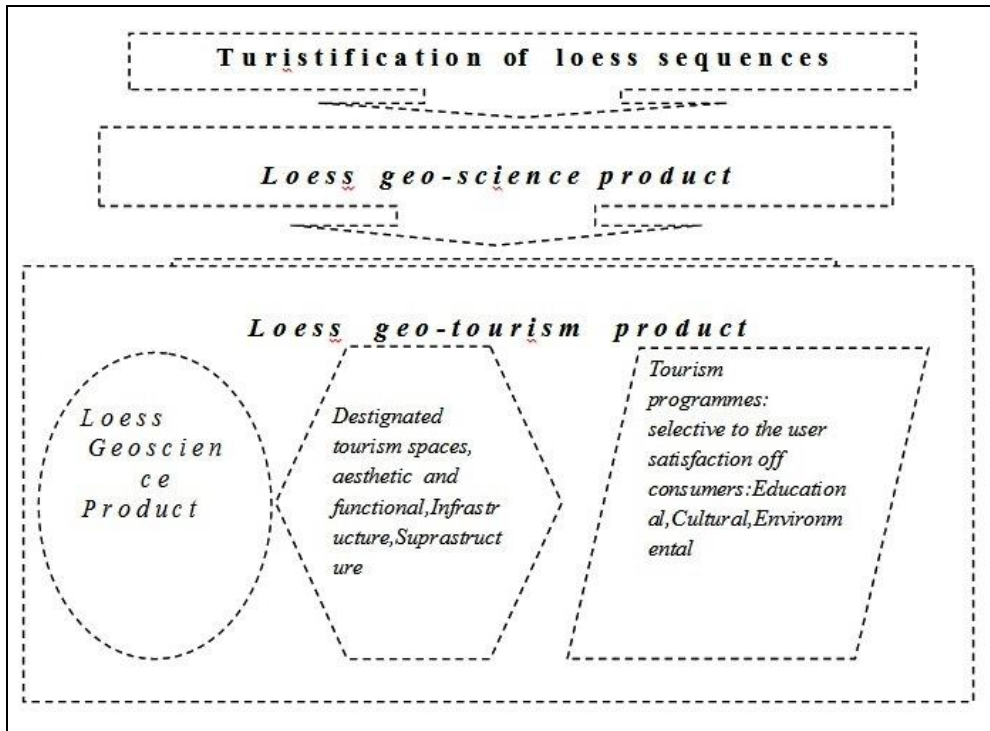 Turistification of loess sequences
Loess geo-science product
Loess geo-tourism product
Loess
Geoscien
ce
Product
Destignated
tourism spaces,
aesthetic and
functional,Infrastr
ucture,Suprastruct
ure
Tourism
programmes:
selective to the user
satisfaction off
consumers:Education
al,Cultural,Environm
ental